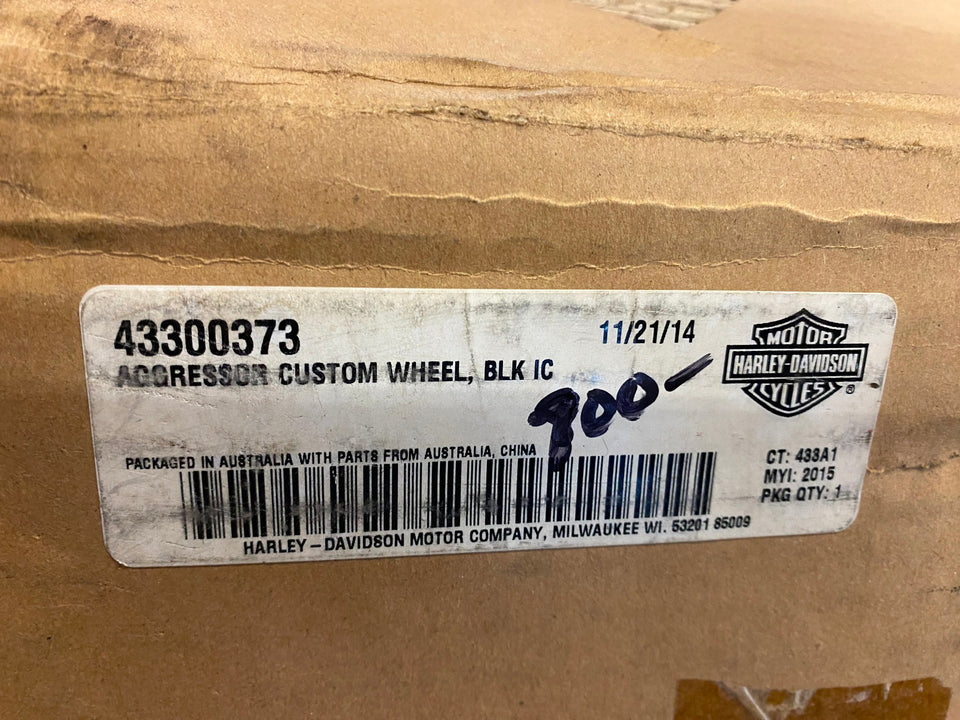 43300373
11/21/14
AGGRESSOR CUSTOM WHEEL, BLK IC
900-
MOTOR
HARLEY-DAVIDSON
CYCLES
®
PACKAGED IN AUSTRALIA WITH PARTS FROM AUSTRALIA, CHINA
CT: 433A1
MYI: 2015
PKG QTY: 1
HARLEY-DAVIDSON MOTOR COMPANY, MILWAUKEE WI. 53201 85009